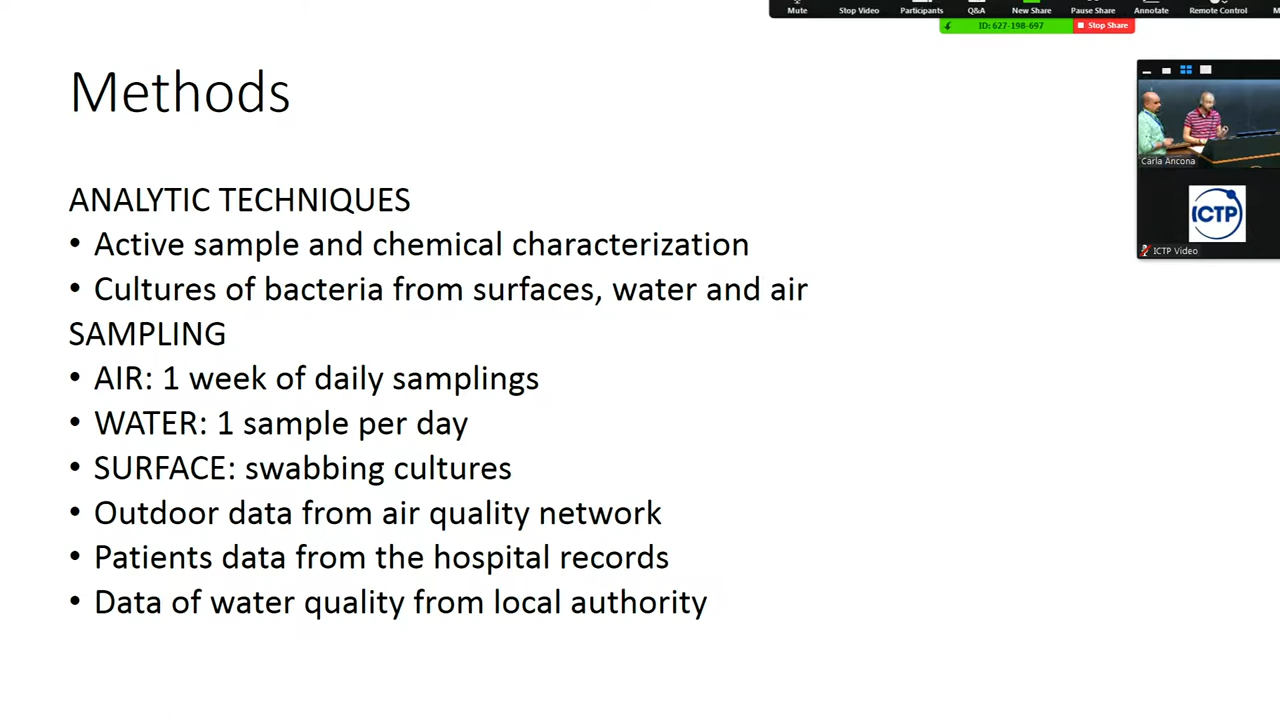 Mute Stop Video Participants Q&A New Share Pause Share Annotate Remote Control
ID: 627-198-697 Stop Share
Methods
Carla Ancona
ICTP
ICTP Video
ANALYTIC TECHNIQUES
• Active sample and chemical characterization
• Cultures of bacteria from surfaces, water and air
SAMPLING
• AIR: 1 week of daily samplings
• WATER: 1 sample per day
• SURFACE: swabbing cultures
• Outdoor data from air quality network
• Patients data from the hospital records
• Data of water quality from local authority